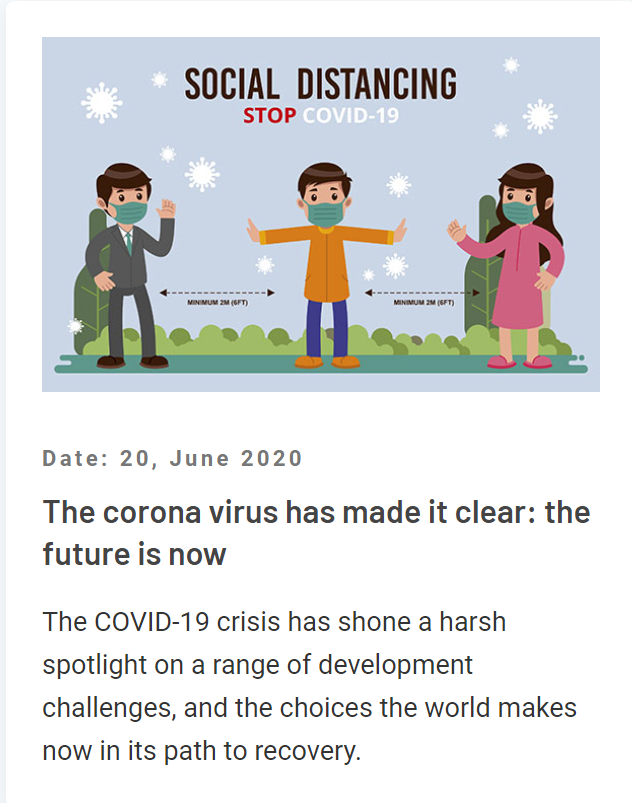 SOCIAL DISTANCING
STOP COVID-19
MINIMUM 2M (6FT)
MINIMUM 2M (6FT)
Date: 20, June 2020
The corona virus has made it clear: the
future is now
The COVID-19 crisis has shone a harsh
spotlight on a range of development
challenges, and the choices the world makes
now in its path to recovery.